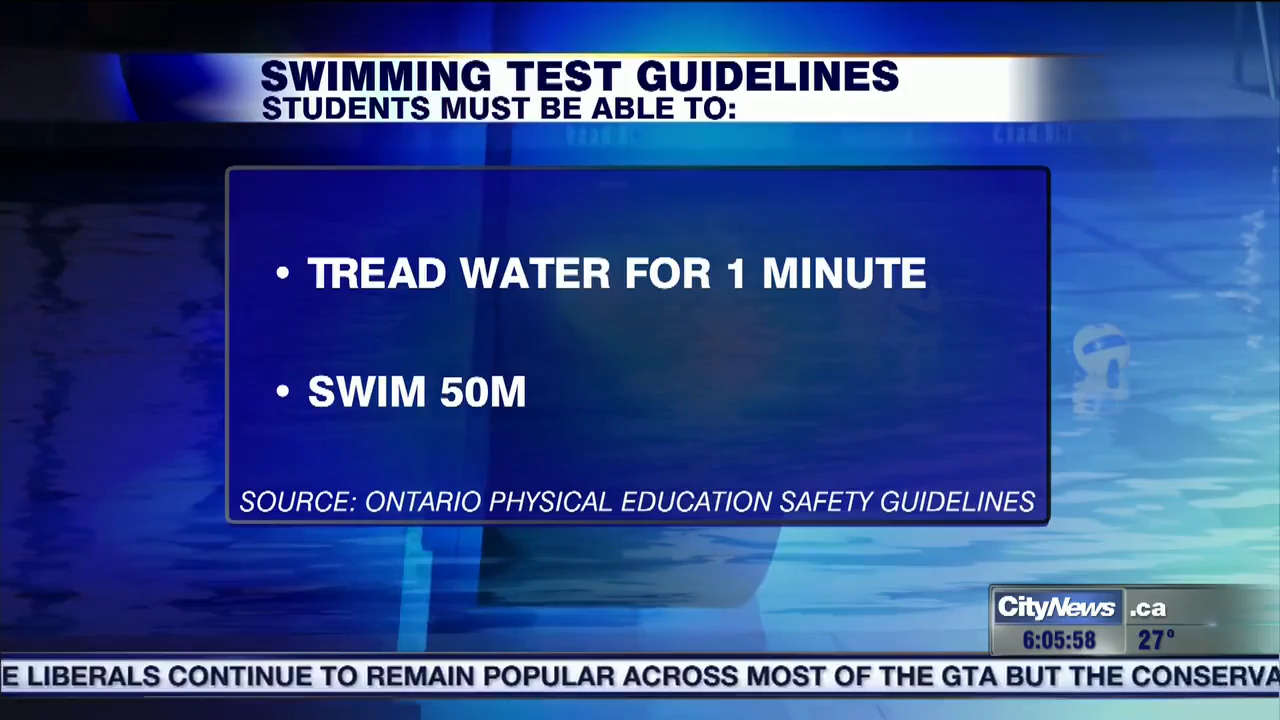 SWIMMING TEST GUIDELINES
STUDENTS MUST BE ABLE TO:
• TREAD WATER FOR 1 MINUTE
• SWIM 50M
SOURCE: ONTARIO PHYSICAL EDUCATION SAFETY GUIDELINES
CityNews .ca
6:05:58 27°
E LIBERALS CONTINUE TO REMAIN POPULAR ACROSS MOST OF THE GTA BUT THE CONSERVA